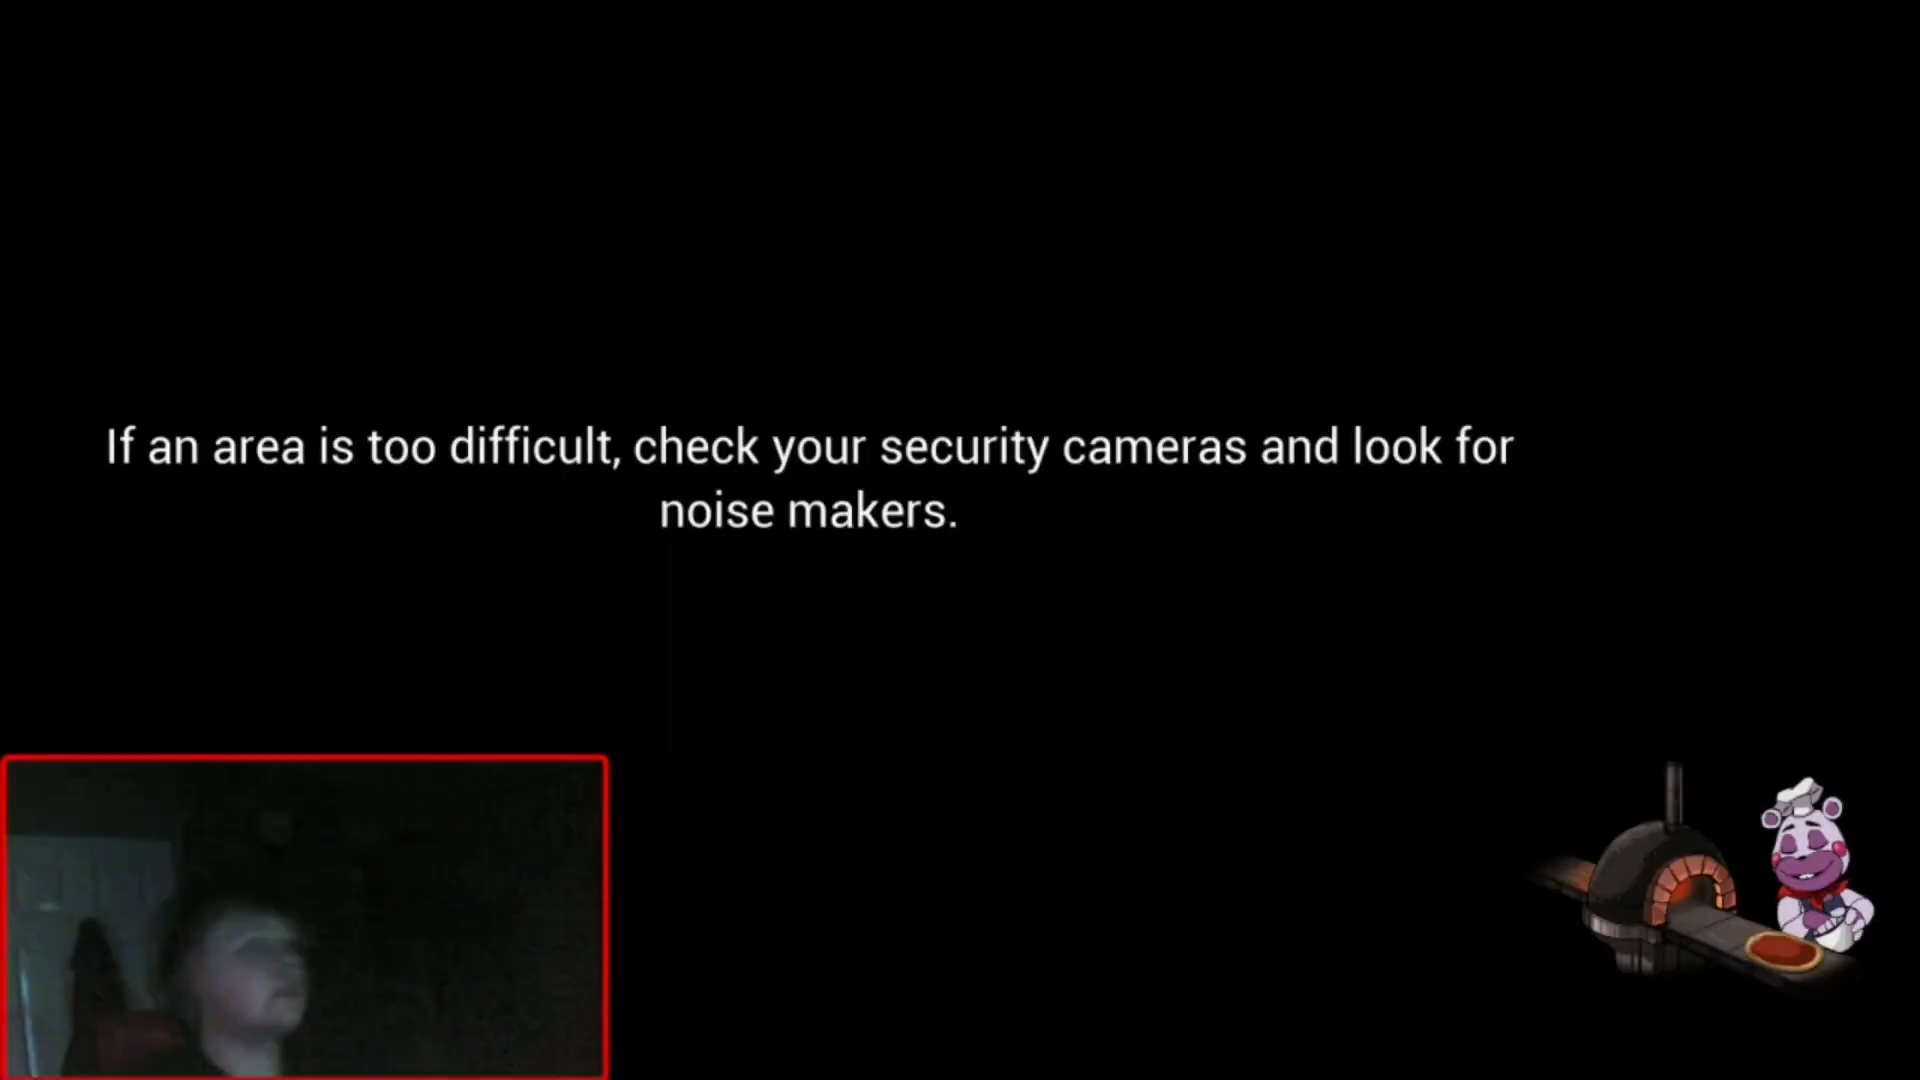 If an area is too difficult, check your security cameras and look for
noise makers.